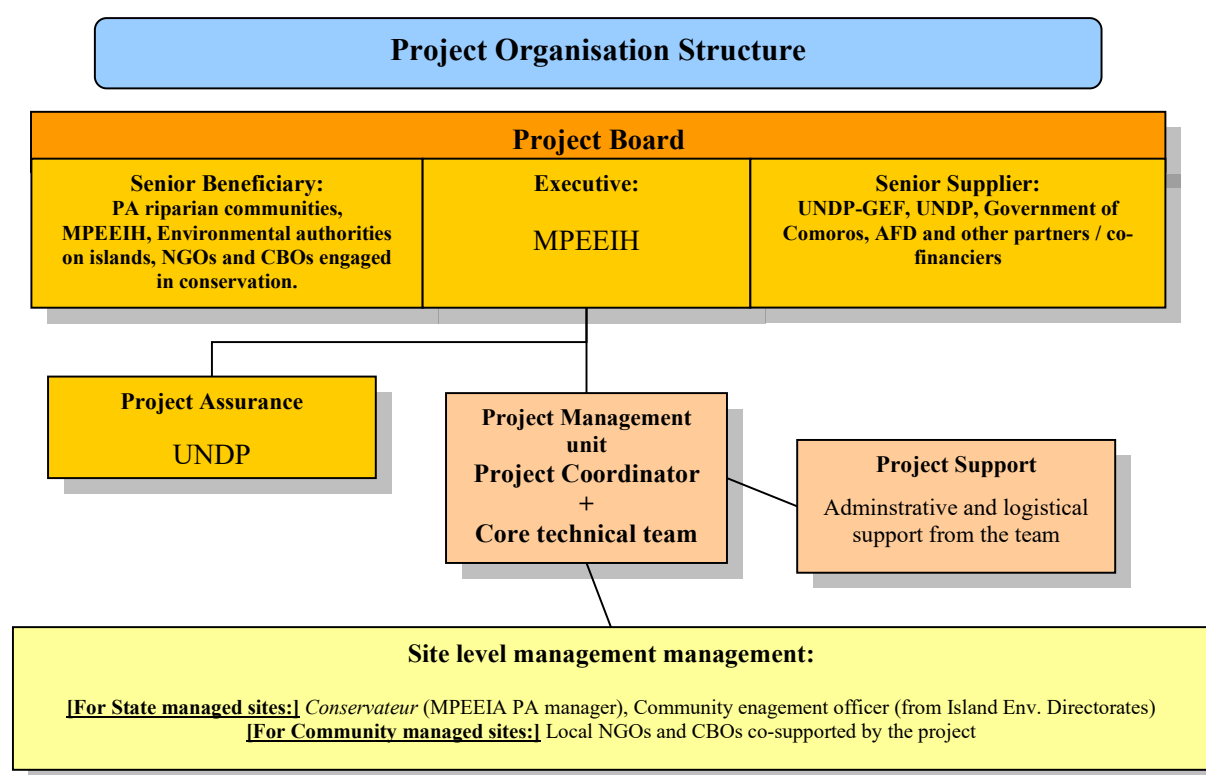 Project Organisation Structure
Project Board
Senior Beneficiary:
PA riparian communities,
MPEEIH, Environmental authorities
on islands, NGOs and CBOs engaged
in conservation.
Executive:
MPEEIH
Senior Supplier:
UNDP-GEF, UNDP, Government of
Comoros, AFD and other partners / co-
financiers
Project Assurance
UNDP
Project Management
unit
Project Coordinator
+
Core technical team
Project Support
Adminstrative and logistical
support from the team
Site level management management:
[For State managed sites:] Conservateur (MPEEIA PA manager), Community enagement officer (from Island Env. Directorates)
[For Community managed sites:] Local NGOs and CBOs co-supported by the project